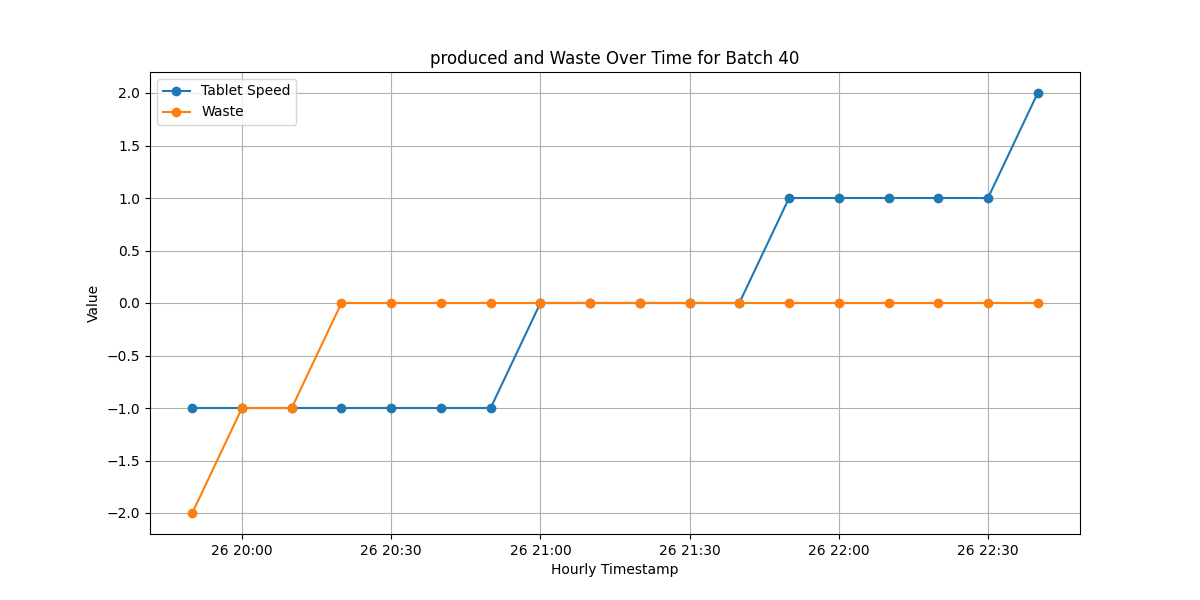 produced and Waste Over Time for Batch 40
Tablet Speed
Waste
2.0
1.5
1.0
0.5
0.0
−0.5
−1.0
−1.5
−2.0
Value
26 20:00 26 20:30 26 21:00 26 21:30 26 22:00 26 22:30
Hourly Timestamp